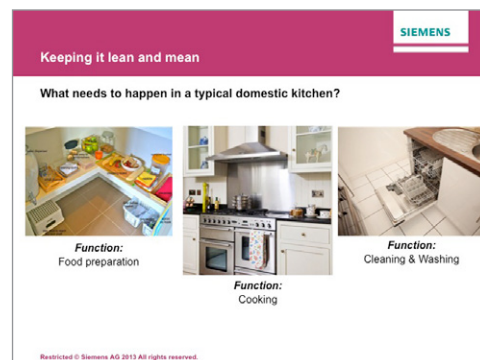 SIEMENS
Keeping it lean and mean
What needs to happen in a typical domestic kitchen?
Function:
Food preparation
Function:
Cooking
Function:
Cleaning & Washing
Restricted © Siemens AG 2013 All rights reserved.